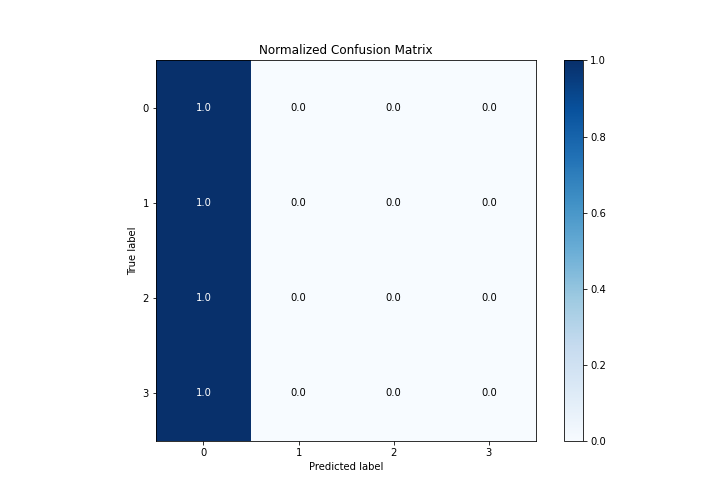 Normalized Confusion Matrix
True label
0 1.0 0.0 0.0 0.0
1 1.0 0.0 0.0 0.0
2 1.0 0.0 0.0 0.0
3 1.0 0.0 0.0 0.0
0 1 2 3
Predicted label
1.0
0.8
0.6
0.4
0.2
0.0